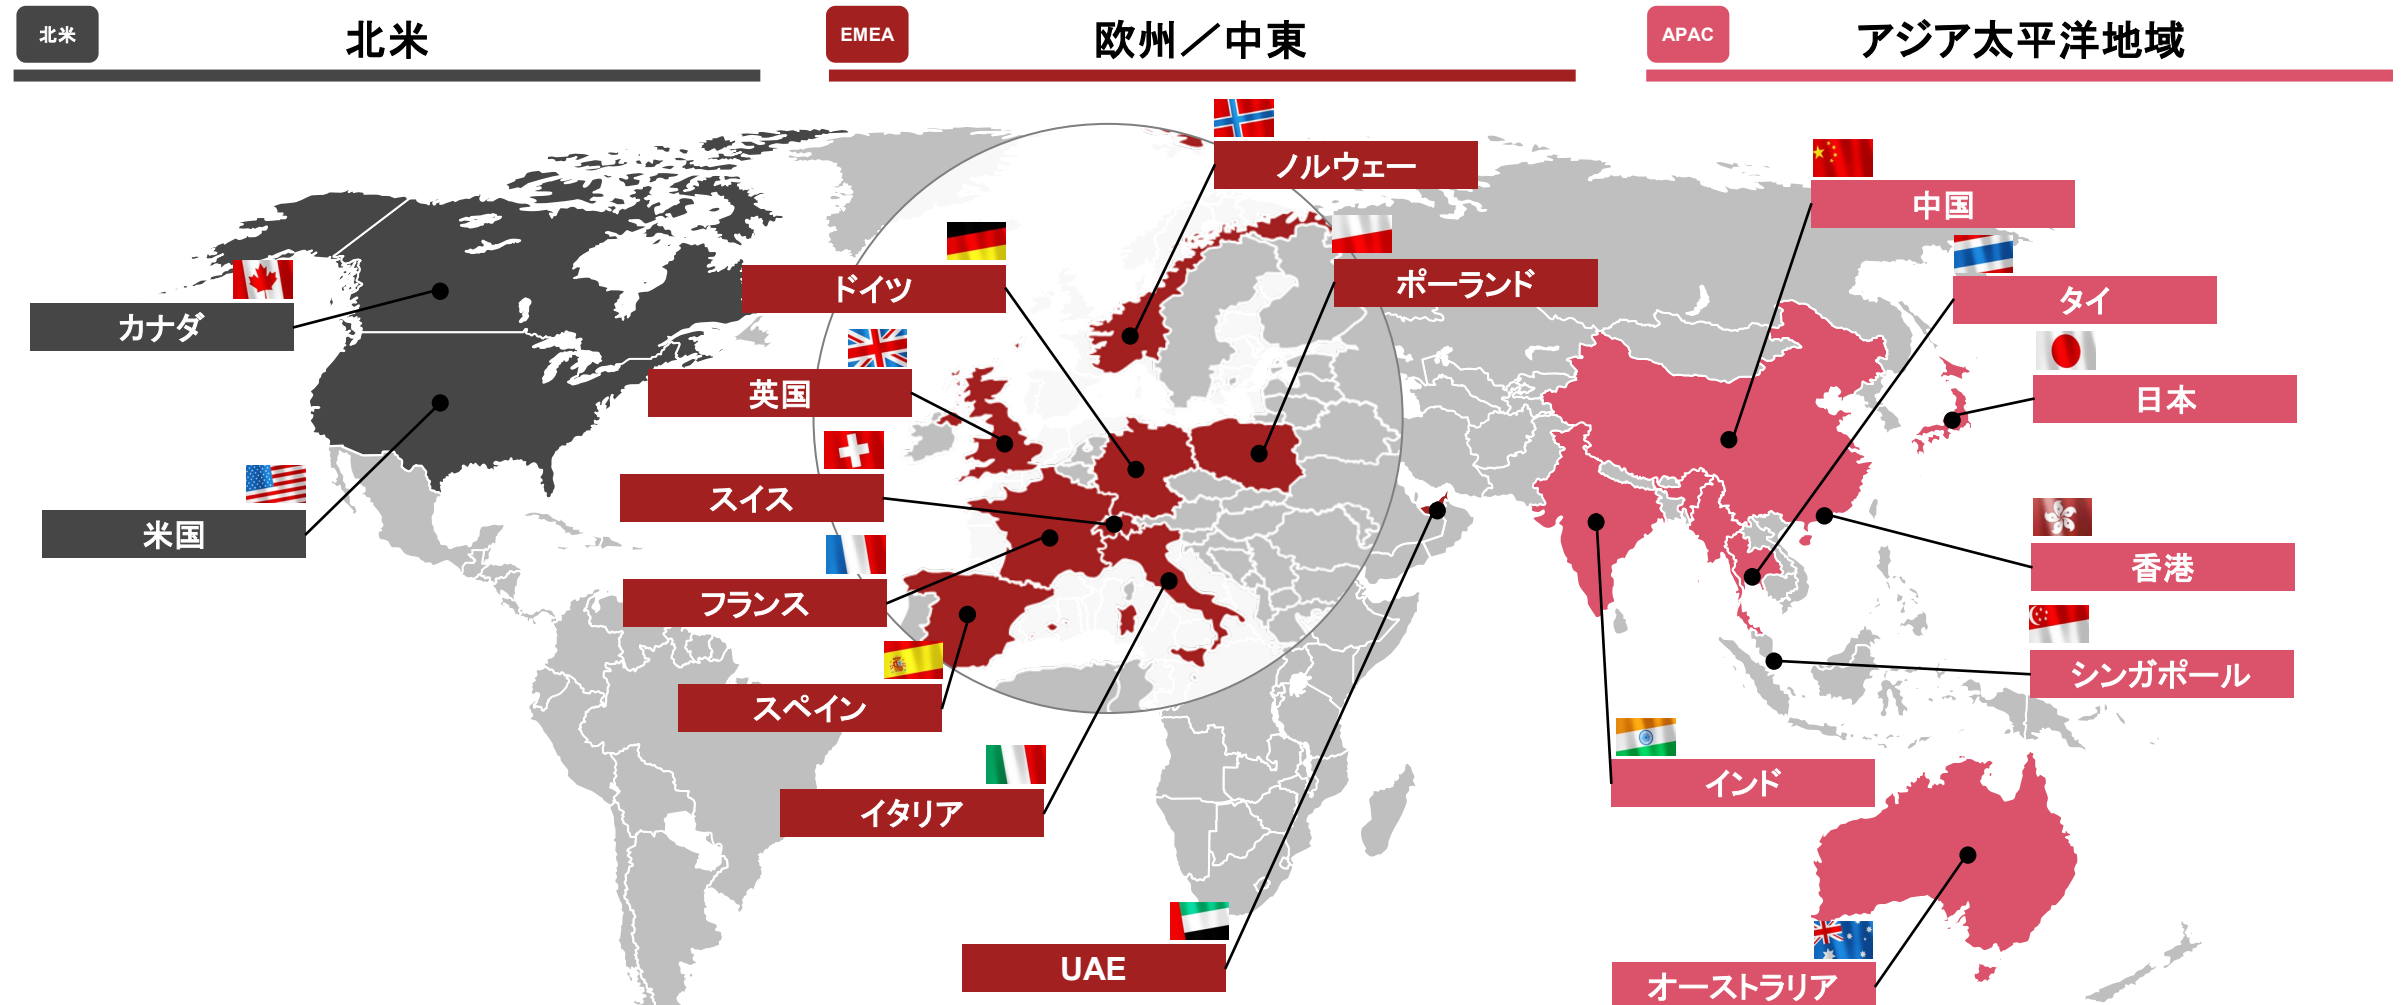 北米
北米
EMEA
欧州／中東
APAC
アジア太平洋地域
カナダ
米国
ノルウェー
ドイツ
ポーランド
英国
スイス
フランス
スペイン
イタリア
UAE
中国
タイ
日本
香港
シンガポール
インド
オーストラリア